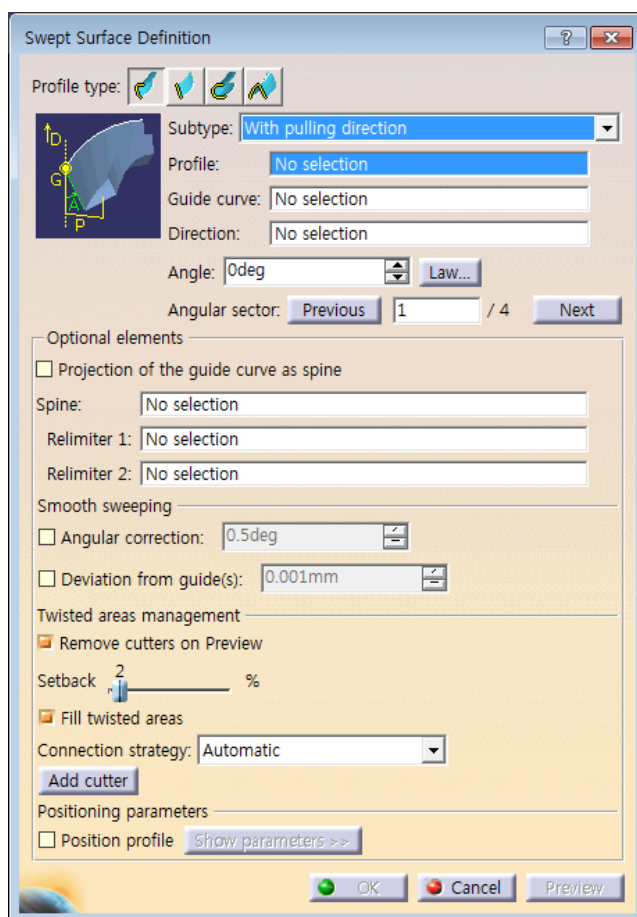 Swept Surface Definition
?
Profile type:
Subtype: With pulling direction
Profile: No selection
Guide curve: No selection
Direction: No selection
Angle: 0deg Law...
Angular sector: Previous 1 / 4 Next
D
G
A
P
Optional elements
Projection of the guide curve as spine
Spine: No selection
Relimiter 1: No selection
Relimiter 2: No selection
Smooth sweeping
Angular correction: 0.5deg
Deviation from guide(s): 0.001mm
Twisted areas management
Remove cutters on Preview
Setback 2 %
Fill twisted areas
Connection strategy: Automatic
Add cutter
Positioning parameters
Position profile Show parameters >>
OK Cancel Preview